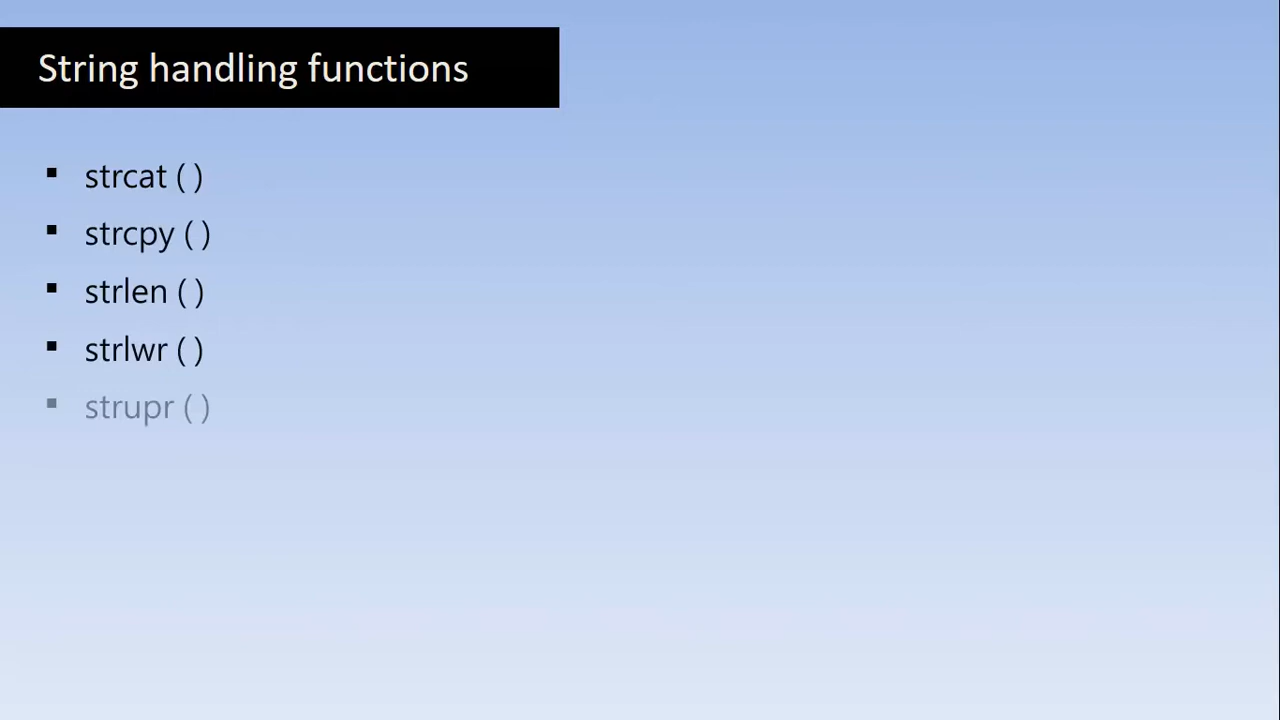 String handling functions
▪ strcat ( )
▪ strcpy ( )
▪ strlen ( )
▪ strlwr ( )
▪ strupr ( )